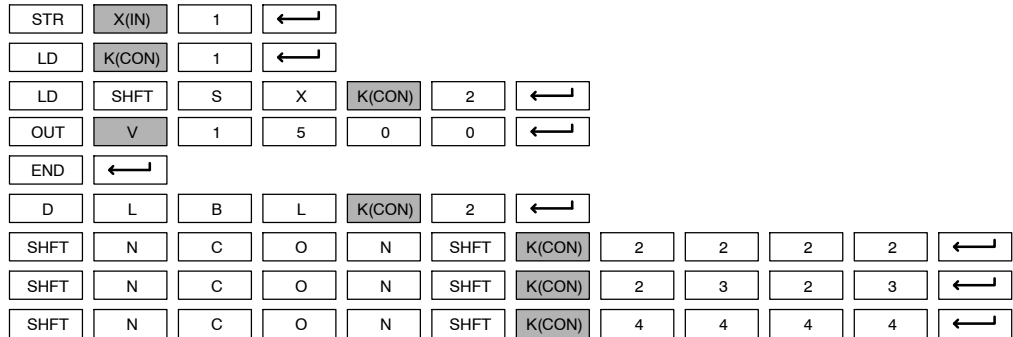 STR X(IN) 1
LD K(CON) 1
LD SHFT S X K(CON) 2
OUT V 1 5 0 0
END
D L B L K(CON) 2
SHFT N C O N SHFT K(CON) 2 2 2 2
SHFT N C O N SHFT K(CON) 2 3 2 3
SHFT N C O N SHFT K(CON) 4 4 4 4